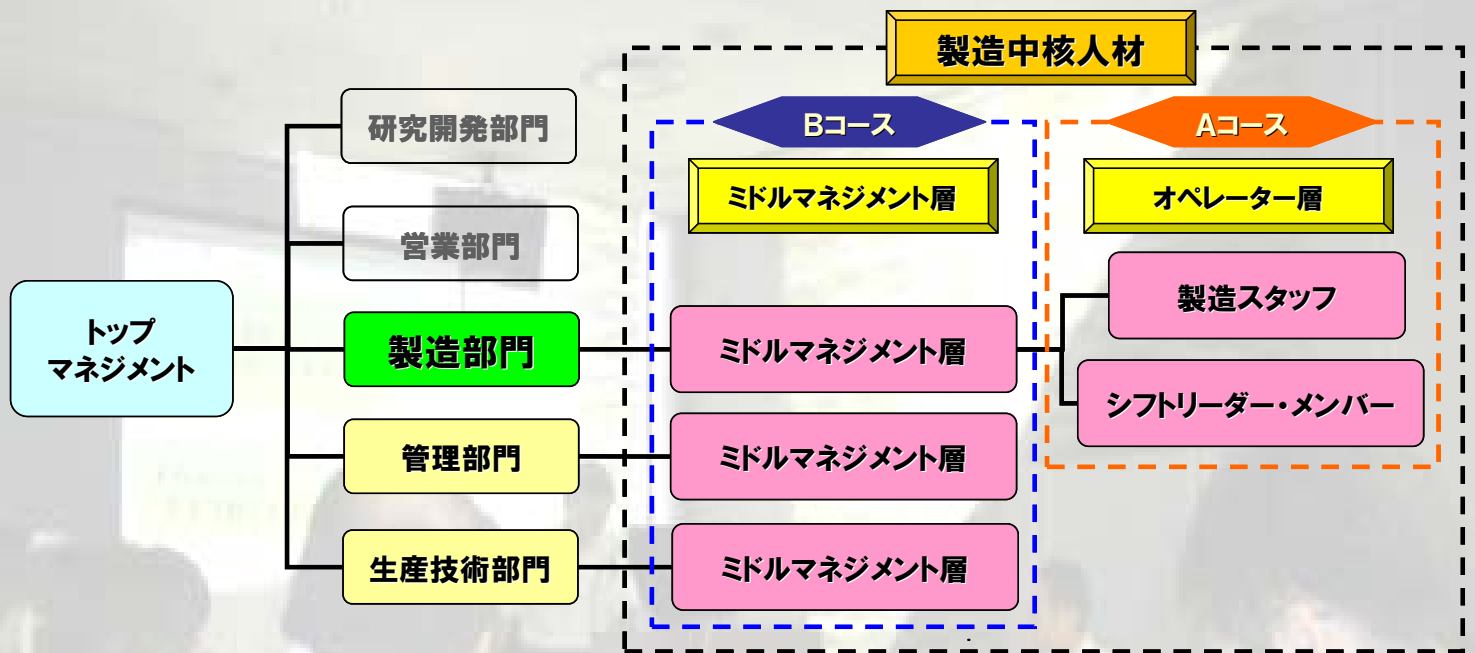 製造中核人材
Bコース
Aコース
ミドルマネジメント層
オペレーター層
トップ
マネジメント
研究開発部門
営業部門
製造部門
管理部門
生産技術部門
ミドルマネジメント層
ミドルマネジメント層
ミドルマネジメント層
製造スタッフ
シフトリーダー・メンバー